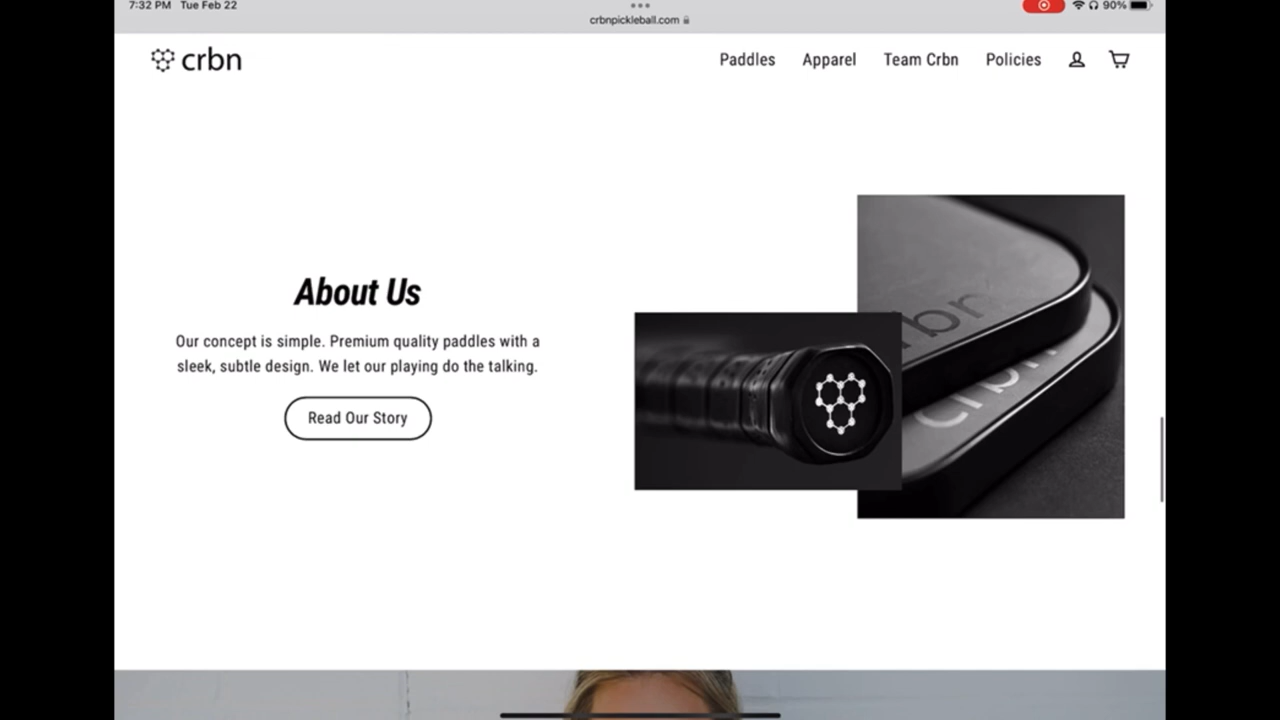 7:32 PM Tue Feb 22
crbnpickleball.com
90%
crbn
Paddles Apparel Team Crbn Policies
About Us
Our concept is simple. Premium quality paddles with a
sleek, subtle design. We let our playing do the talking.
Read Our Story
crbn
crbn